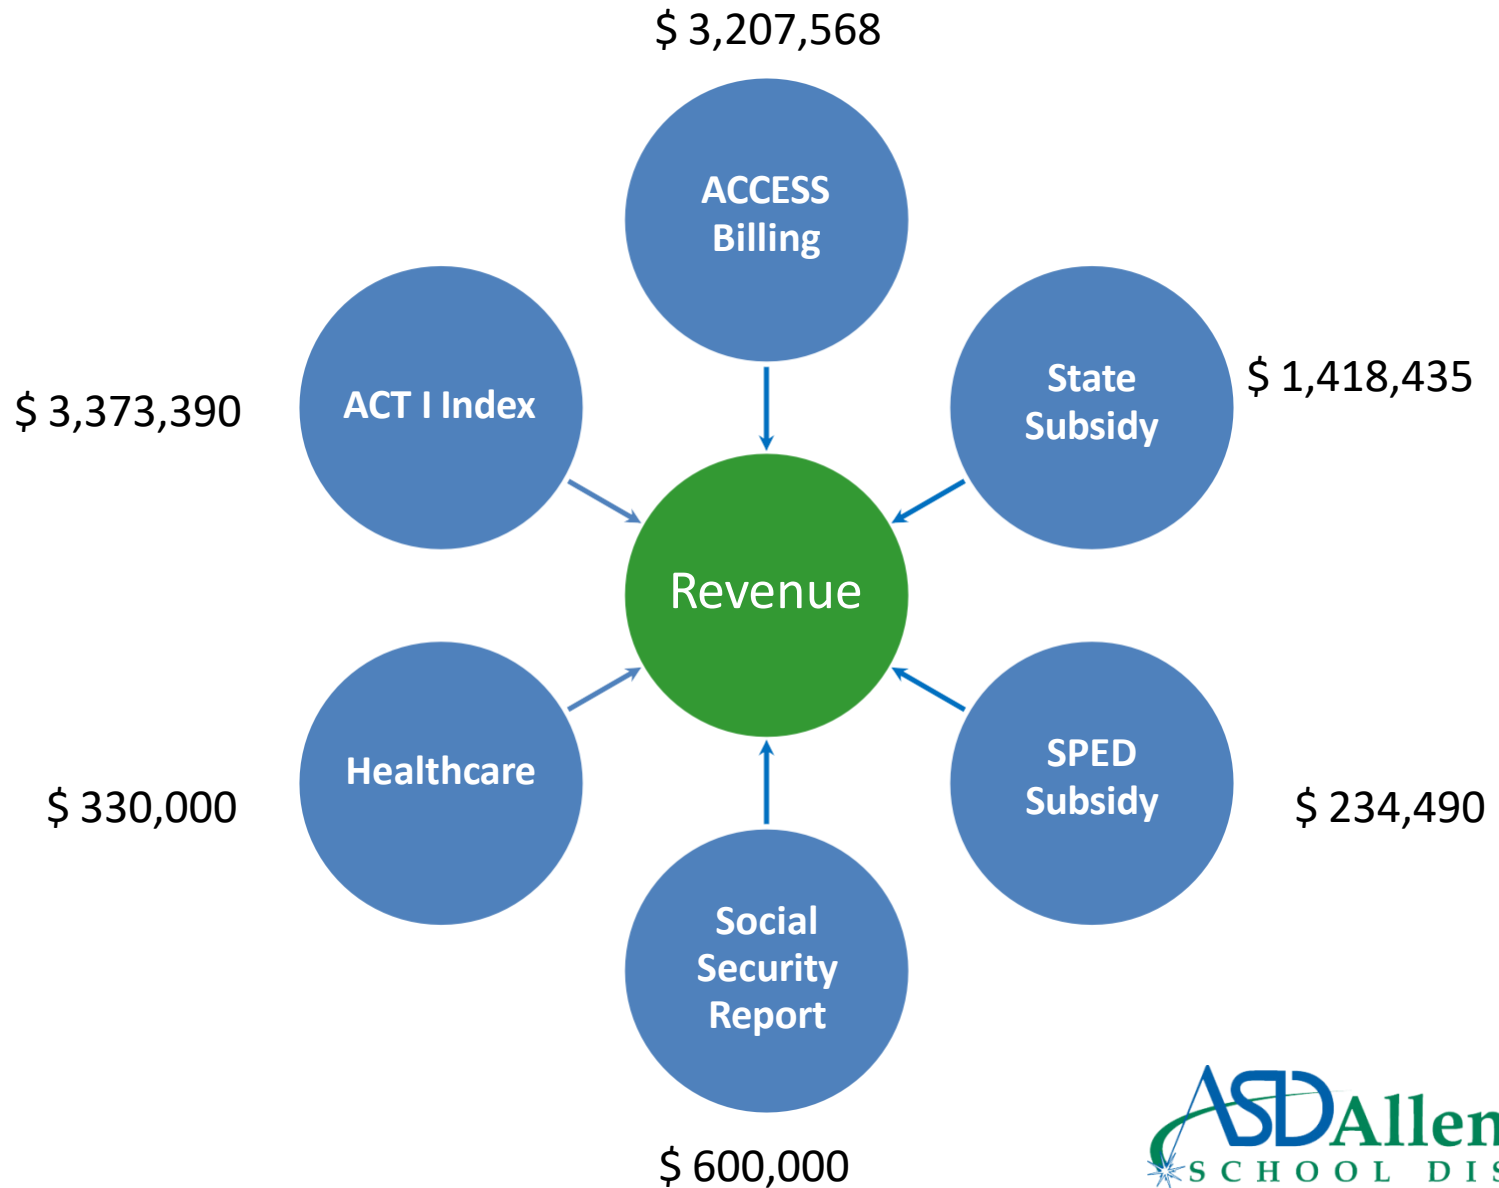 $ 3,207,568
ACCESS
Billing
ACT I Index
$ 3,373,390
State
Subsidy
$ 1,418,435
Revenue
Healthcare
$ 330,000
SPED
Subsidy
$ 234,490
Social
Security
Report
$ 600,000
ASD Allen
SCHOOL DIS